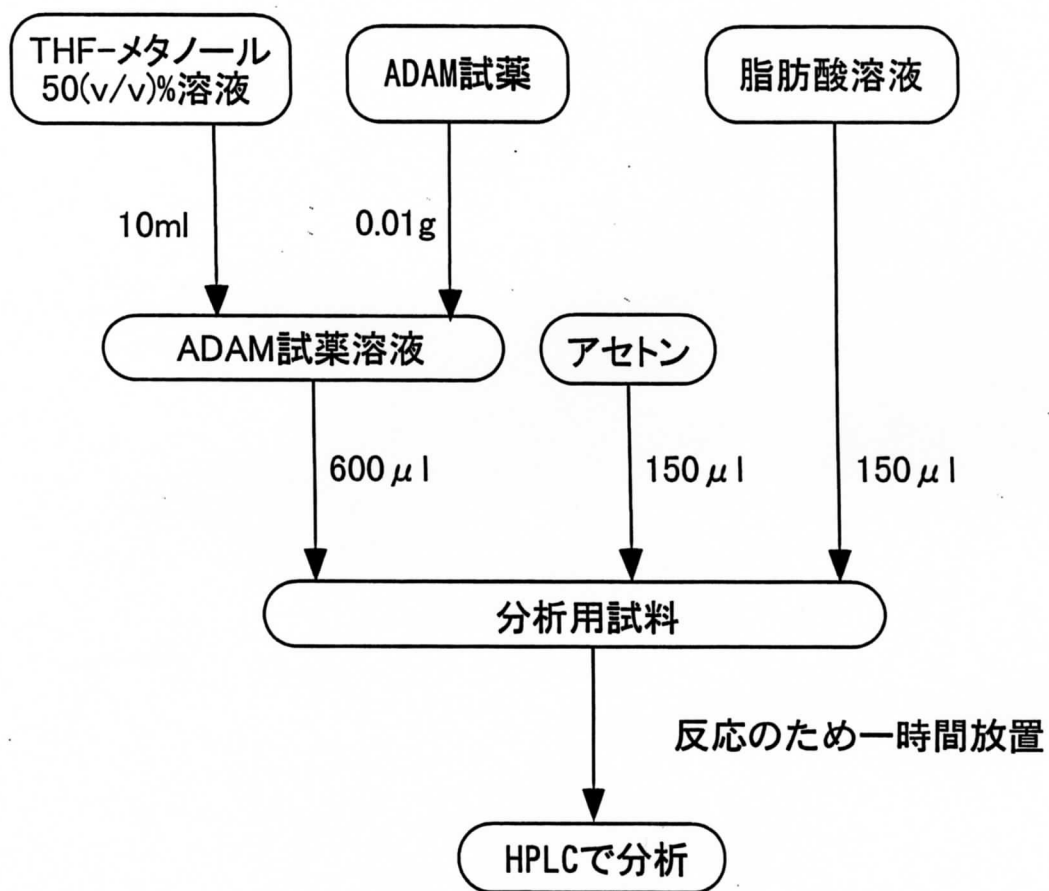 THF-メタノール
50(v/v)%溶液
ADAM試薬
脂肪酸溶液
10ml
0.01g
ADAM試薬溶液
アセトン
600μl
150μl
150μl
分析用試料
反応のため一時間放置
HPLCで分析